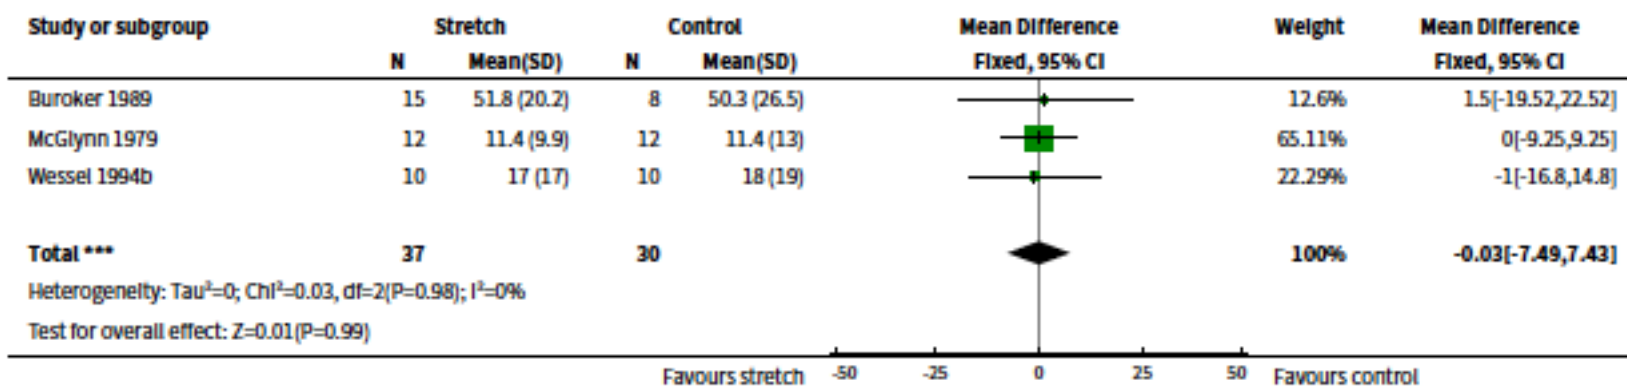 Study or subgroup Stretch Control Mean Difference Weight Mean Difference
N Mean(SD) N Mean(SD) Fixed, 95% CI Fixed, 95% CI
Buroker 1989 15 51.8 (20.2) 8 50.3 (26.5) 12.6% 1.5[-19.52,22.52]
McGlynn 1979 12 11.4 (9.9) 12 11.4 (13) 65.11% 0[-9.25,9.25]
Wessel 1994b 10 17 (17) 10 18 (19) 22.29% -1[-16.8,14.8]
Total *** 37 30 100% -0.03[-7.49,7.43]
Heterogeneity: Tau²=0; Chi²=0.03, df=2(P=0.98); I²=0%
Test for overall effect: Z=0.01(P=0.99)
Favours stretch -50 -25 0 25 50 Favours control